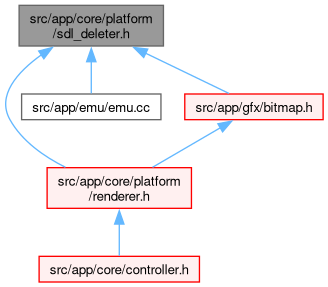 src/app/core/platform
/sdl_deleter.h
src/app/emu/emu.cc
src/app/gfx/bitmap.h
src/app/core/platform
/renderer.h
src/app/core/controller.h